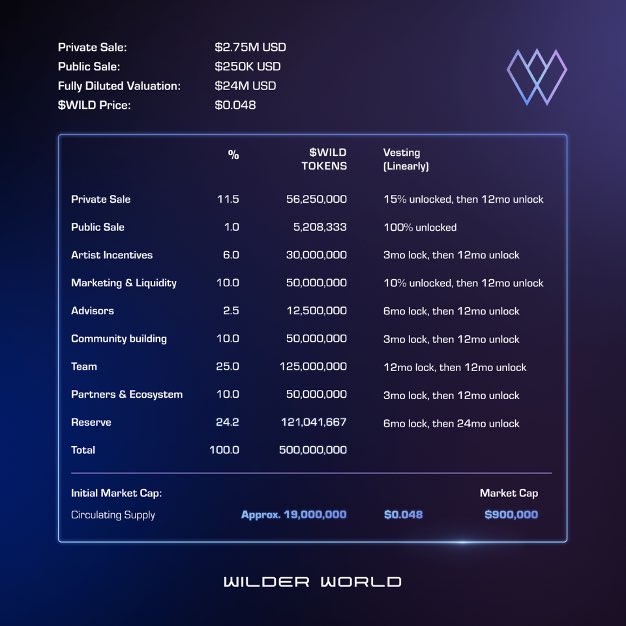 Private Sale: $2.75M USD
Public Sale: $250K USD
Fully Diluted Valuation: $24M USD
$WILD Price: $0.048
% $WILD Vesting
TOKENS (Linearly)
Private Sale 11.5 56,250,000 15% unlocked, then 12mo unlock
Public Sale 1.0 5,208,333 100% unlocked
Artist Incentives 6.0 30,000,000 3mo lock, then 12mo unlock
Marketing & Liquidity 10.0 50,000,000 10% unlocked, then 12mo unlock
Advisors 2.5 12,500,000 6mo lock, then 12mo unlock
Community building 10.0 50,000,000 3mo lock, then 12mo unlock
Team 25.0 125,000,000 12mo lock, then 12mo unlock
Partners & Ecosystem 10.0 50,000,000 3mo lock, then 12mo unlock
Reserve 24.2 121,041,667 6mo lock, then 24mo unlock
Total 100.0 500,000,000
Initial Market Cap: Market Cap
Circulating Supply Approx. 19,000,000 $0.048 $900,000
WILDER WORLD